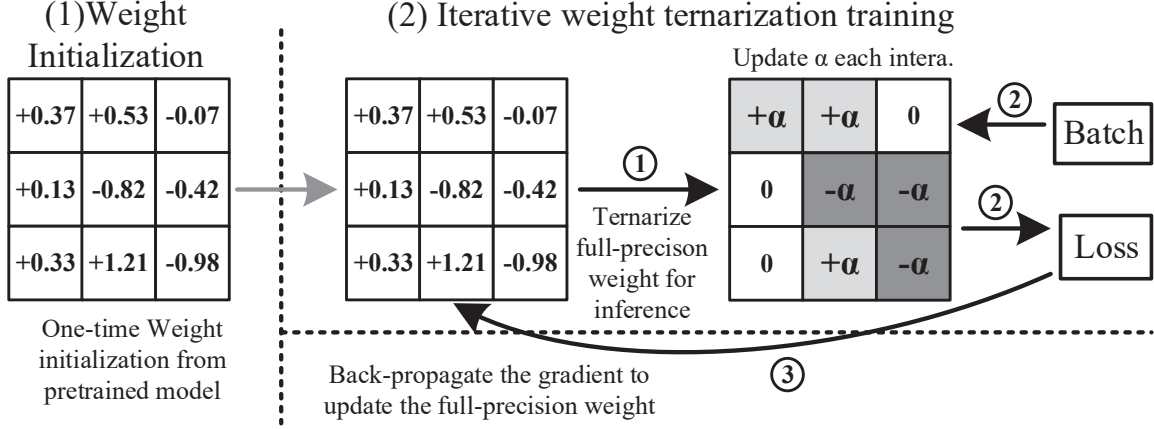 (1)Weight
Initialization
(2) Iterative weight ternarization training
Update α each intera.
+0.37 +0.53 -0.07
+0.13 -0.82 -0.42
+0.33 +1.21 -0.98
One-time Weight
initialization from
pretrained model
+0.37 +0.53 -0.07
+0.13 -0.82 -0.42
+0.33 +1.21 -0.98
1
Ternarize
full-precison
weight for
inference
+α +α 0
0 -α -α
0 +α -α
2
Batch
2
Loss
3
Back-propagate the gradient to
update the full-precision weight